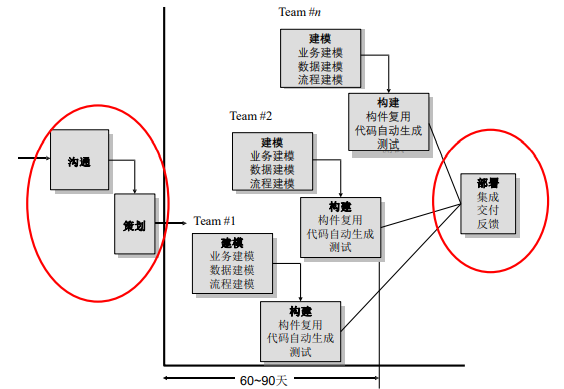 Team #n
建模
业务建模
数据建模
流程建模
构建
构件复用
代码自动生成
测试
Team #2
建模
业务建模
数据建模
流程建模
构建
构件复用
代码自动生成
测试
沟通
策划
Team #1
建模
业务建模
数据建模
流程建模
构建
构件复用
代码自动生成
测试
部署
集成
交付
反馈
60~90天